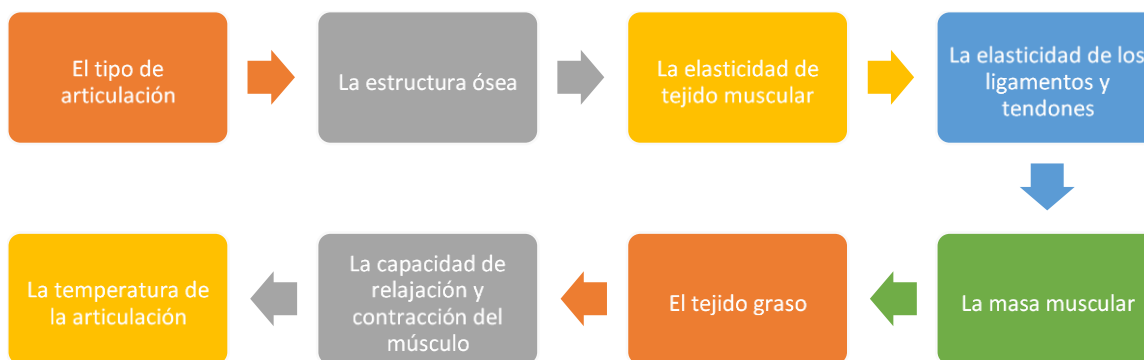 El tipo de
articulación
La estructura ósea
La elasticidad de
tejido muscular
La elasticidad de los
ligamentos y
tendones
La masa muscular
El tejido graso
La capacidad de
relajación y
contracción del
músculo
La temperatura de
la articulación